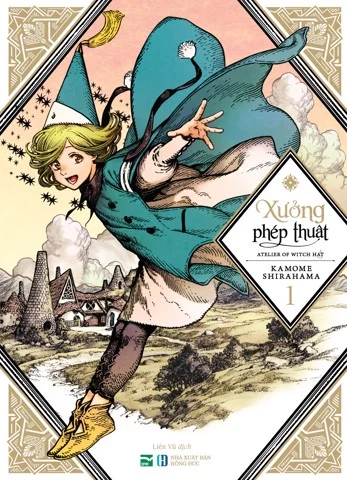 Xưởng
phép thuật
ATELIER OF WITCH HAT
KAMOME
SHIRAHAMA
1
Liên Vũ dịch
NHÀ XUẤT BẢN
HỒNG ĐỨC